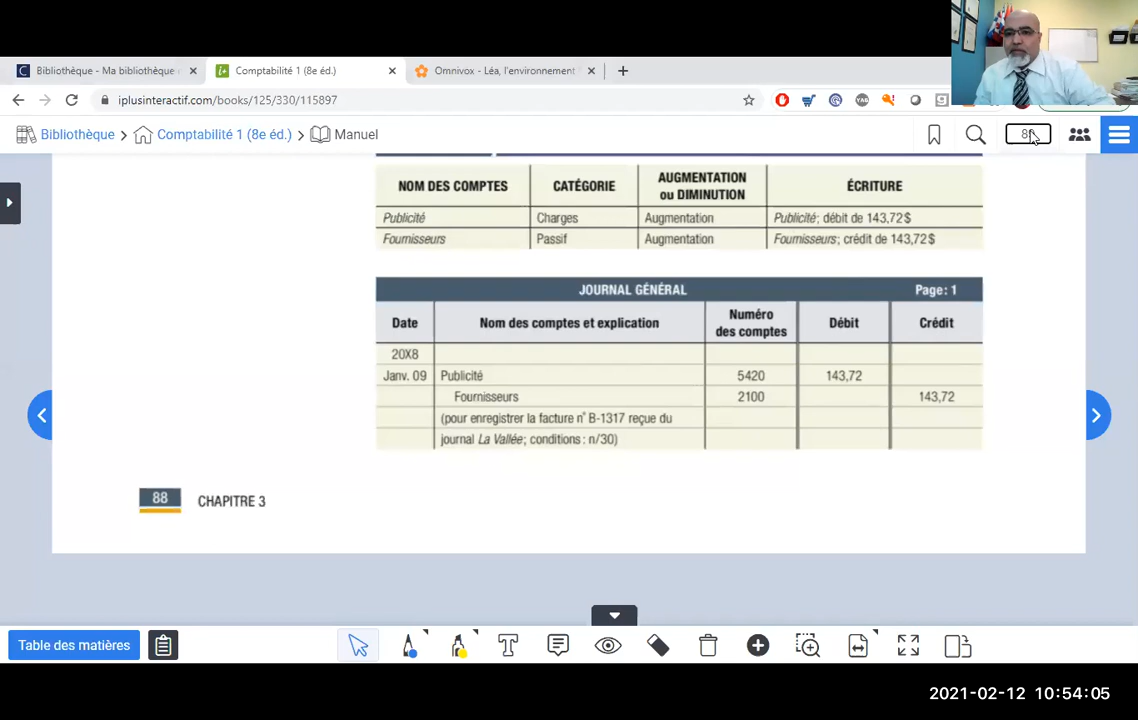 Bibliothèque - Ma bibliothèque
Comptabilité 1 (8e éd.)
Omnivox - Léa, l'environnement
iplusinteractif.com/books/125/330/115897
Bibliothèque > Comptabilité 1 (8e éd.) > Manuel
NOM DES COMPTES CATÉGORIE AUGMENTATION ou DIMINUTION ÉCRITURE
Publicité Charges Augmentation Publicité; débit de 143,72$
Fournisseurs Passif Augmentation Fournisseurs; crédit de 143,72$
JOURNAL GÉNÉRAL Page: 1
Date Nom des comptes et explication Numéro des comptes Débit Crédit
20X8
Janv. 09 Publicité 5420 143,72
Fournisseurs 2100 143,72
(pour enregistrer la facture n° B-1317 reçue du
journal La Vallée; conditions : n/30)
88 CHAPITRE 3
Table des matières
2021-02-12 10:54:05